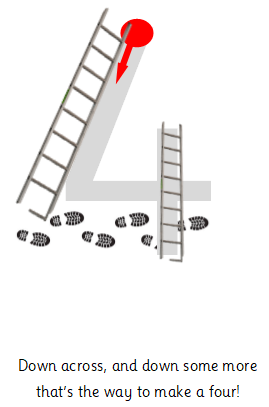 Down across, and down some more
that's the way to make a four!